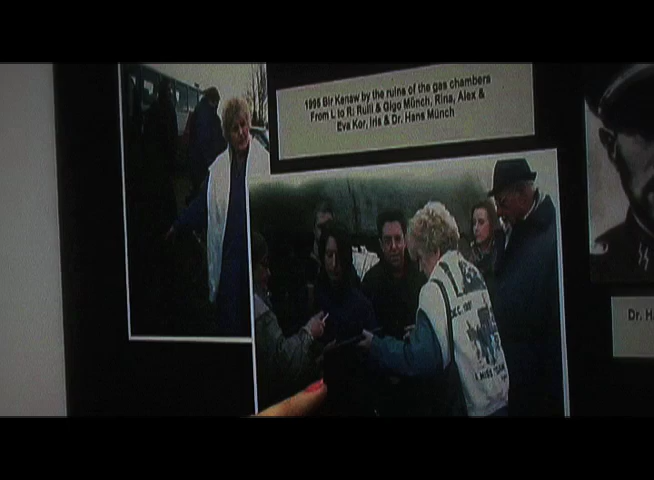 1995 Bir Kenaw by the ruins of the gas chambers
From L to R: Rulli & Gigo Münch, Rina, Alex &
Eva Kor, Iris & Dr. Hans Münch
Dr. H